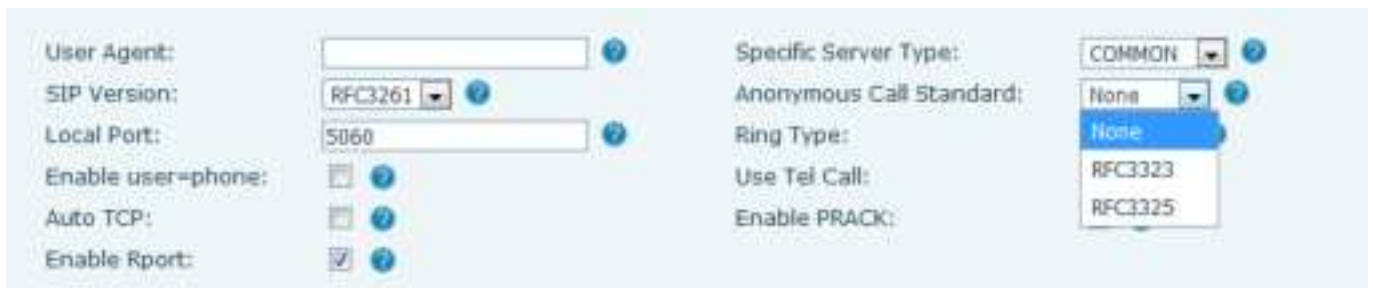 User Agent:
SIP Version:
RFC3261
Local Port:
5060
Enable user=phone:
Auto TCP:
Enable Rport:
Specific Server Type:
COMMON
Anonymous Call Standard:
None
None
RFC3323
RFC3325
Ring Type:
Use Tel Call:
Enable PRACK: